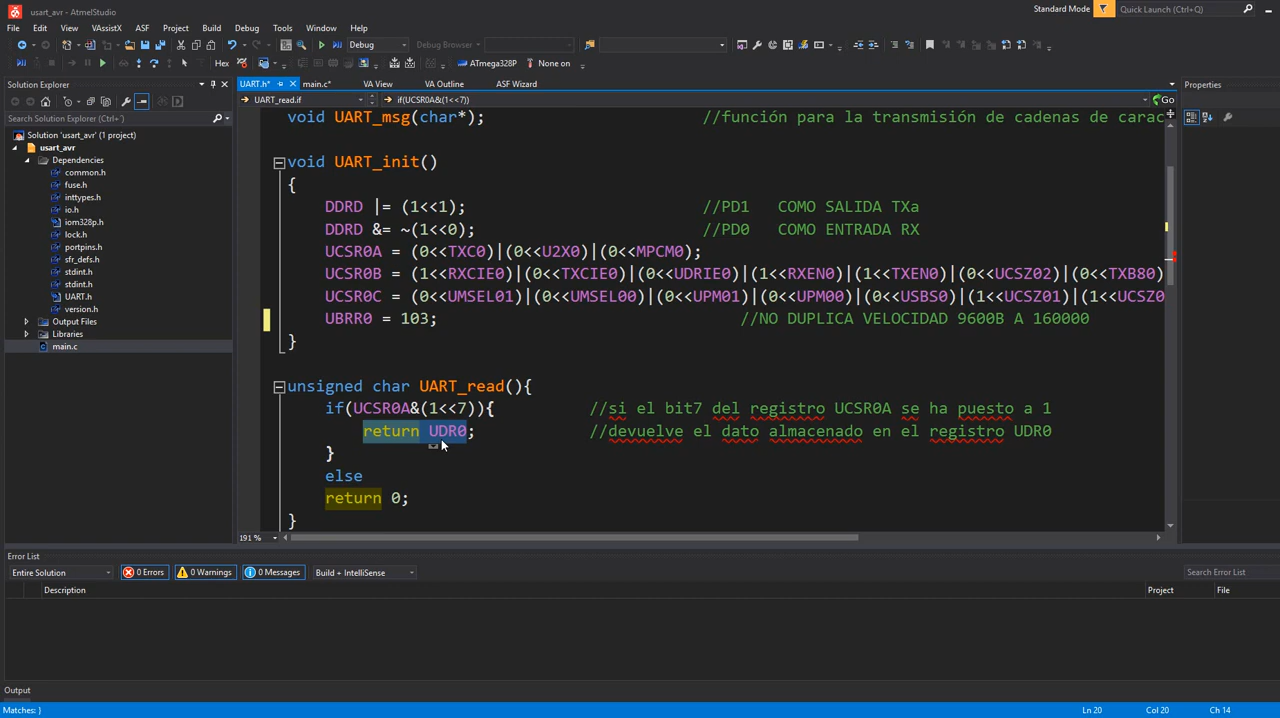 usart_avr - AtmelStudio
Standard Mode
Quick Launch (Ctrl+Q)
File Edit View VAssistX ASF Project Build Debug Tools Window Help
Debug Debug Browser
Hex ATmega328P None on
Solution Explorer
UART.h* main.c* VA View VA Outline ASF Wizard
Properties
UART_read.if if(UCSR0A&(1<<7)) Go
Search Solution Explorer (Ctrl+')
Solution 'usart_avr' (1 project)
usart_avr
Dependencies
common.h
fuse.h
inttypes.h
io.h
iom328p.h
lock.h
portpins.h
sfr_defs.h
stdint.h
stdint.h
UART.h
version.h
Output Files
Libraries
main.c
void UART_msg(char*); //función para la transmisión de cadenas de carac
void UART_init()
{
DDRD |= (1<<1); //PD1 COMO SALIDA TXa
DDRD &= ~(1<<0); //PD0 COMO ENTRADA RX
UCSR0A = (0<<TXC0)|(0<<U2X0)|(0<<MPCM0);
UCSR0B = (1<<RXCIE0)|(0<<TXCIE0)|(0<<UDRIE0)|(1<<RXEN0)|(1<<TXEN0)|(0<<UCSZ02)|(0<<TXB80)
UCSR0C = (0<<UMSEL01)|(0<<UMSEL00)|(0<<UPM01)|(0<<UPM00)|(0<<USBS0)|(1<<UCSZ01)|(1<<UCSZ0
UBRR0 = 103; //NO DUPLICA VELOCIDAD 9600B A 160000
}
unsigned char UART_read(){
if(UCSR0A&(1<<7)){ //si el bit7 del registro UCSR0A se ha puesto a 1
return UDR0; //devuelve el dato almacenado en el registro UDR0
}
else
return 0;
}
191 %
Error List
Entire Solution 0 Errors 0 Warnings 0 Messages Build + IntelliSense
Search Error List
Description Project File
Output
Matches: } Ln 20 Col 20 Ch 14